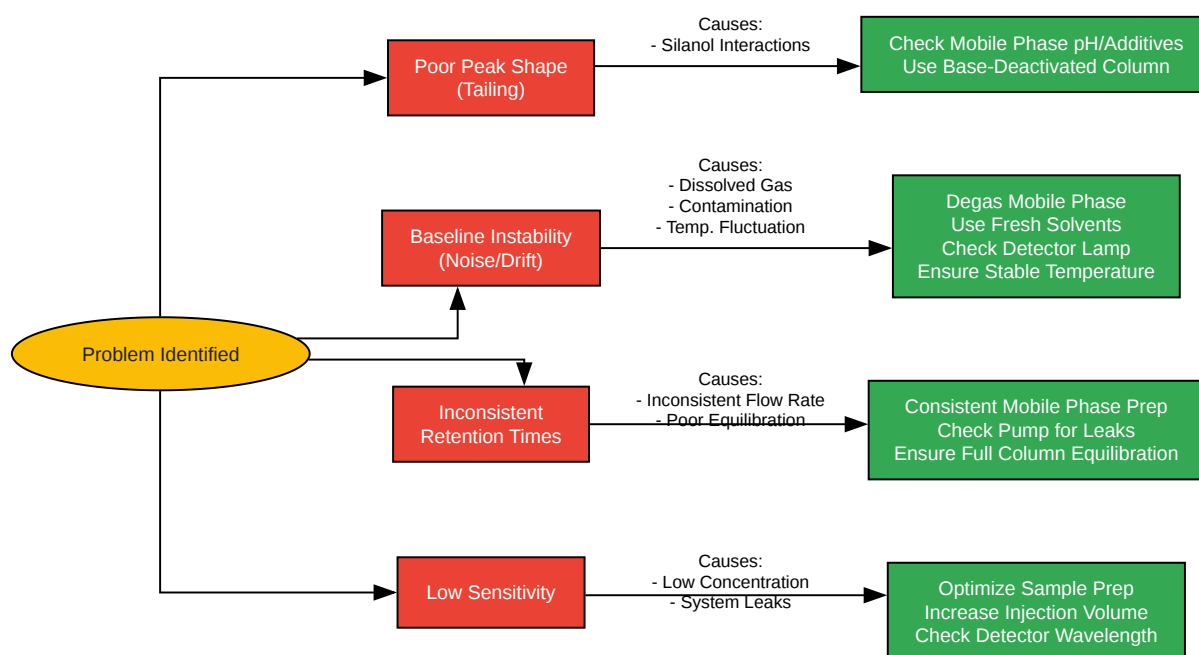 Problem Identified
Poor Peak Shape
(Tailing)
Causes:
- Silanol Interactions
Check Mobile Phase pH/Additives
Use Base-Deactivated Column
Baseline Instability
(Noise/Drift)
Causes:
- Dissolved Gas
- Contamination
- Temp. Fluctuation
Degas Mobile Phase
Use Fresh Solvents
Check Detector Lamp
Ensure Stable Temperature
Inconsistent
Retention Times
Causes:
- Inconsistent Flow Rate
- Poor Equilibration
Consistent Mobile Phase Prep
Check Pump for Leaks
Ensure Full Column Equilibration
Low Sensitivity
Causes:
- Low Concentration
- System Leaks
Optimize Sample Prep
Increase Injection Volume
Check Detector Wavelength